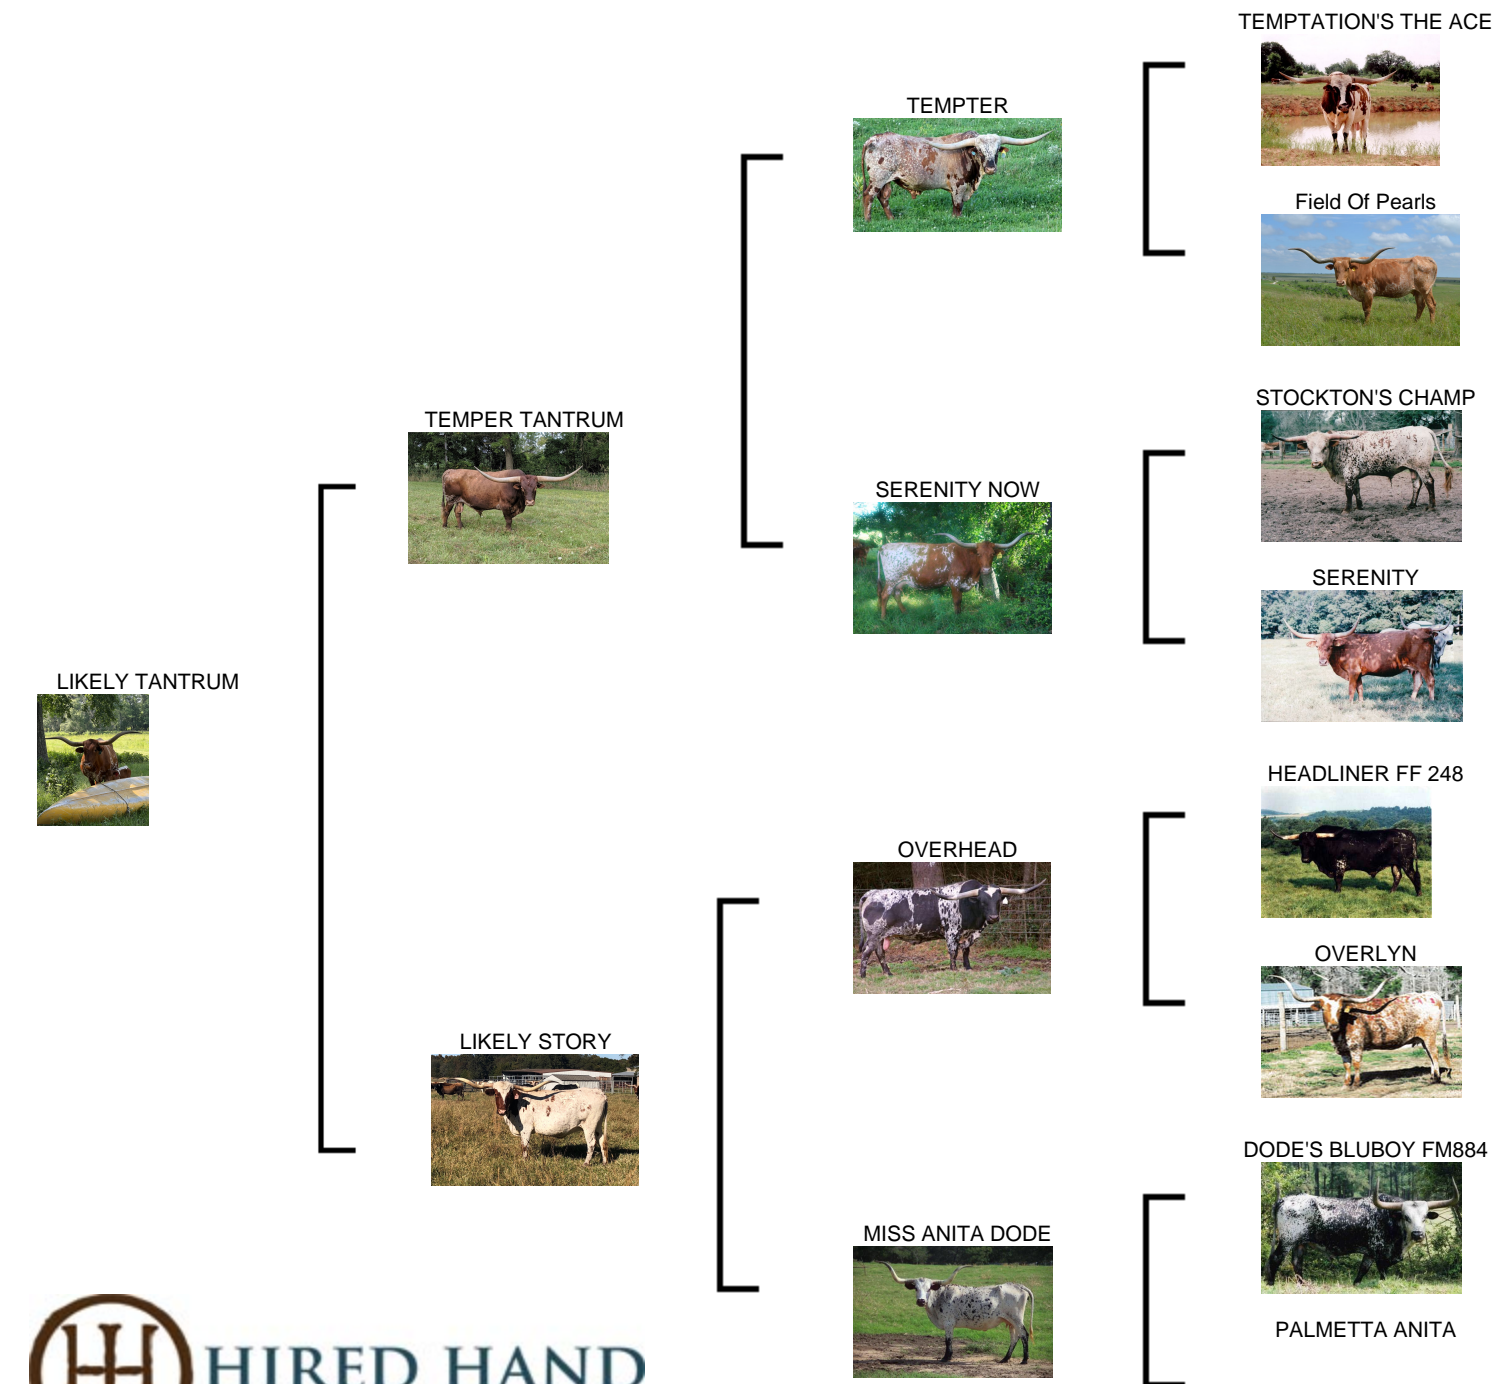 TEMPTATION'S THE ACE
TEMPTER
Field Of Pearls
STOCKTON'S CHAMP
TEMPER TANTRUM
SERENITY NOW
SERENITY
LIKELY TANTRUM
HEADLINER FF 248
OVERHEAD
OVERLYN
LIKELY STORY
DODE'S BLUBOY FM884
MISS ANITA DODE
PALMETTA ANITA
HIRED HAND